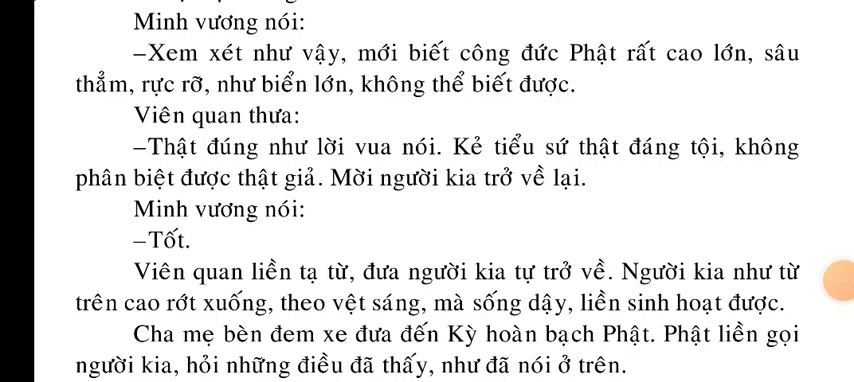 Minh vương nói:
–Xem xét như vậy, mới biết công đức Phật rất cao lớn, sâu
thẳm, rực rỡ, như biển lớn, không thể biết được.
Viên quan thưa:
–Thật đúng như lời vua nói. Kẻ tiểu sứ thật đáng tội, không
phân biệt được thật giả. Mời người kia trở về lại.
Minh vương nói:
–Tốt.
Viên quan liền tạ từ, đưa người kia tự trở về. Người kia như từ
trên cao rớt xuống, theo vệt sáng, mà sống dậy, liền sinh hoạt được.
Cha mẹ bèn đem xe đưa đến Kỳ hoàn bạch Phật. Phật liền gọi
người kia, hỏi những điều đã thấy, như đã nói ở trên.